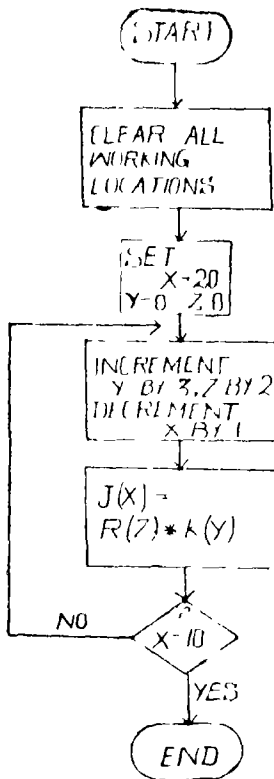 START
CLEAR ALL
WORKING
LOCATIONS
SET
X=20
Y=0 Z=0
INCREMENT
Y BY 3, Z BY 2
DECREMENT
X BY 1
J(X) =
R(Z) * K(Y)
?
X=10
NO
YES
END